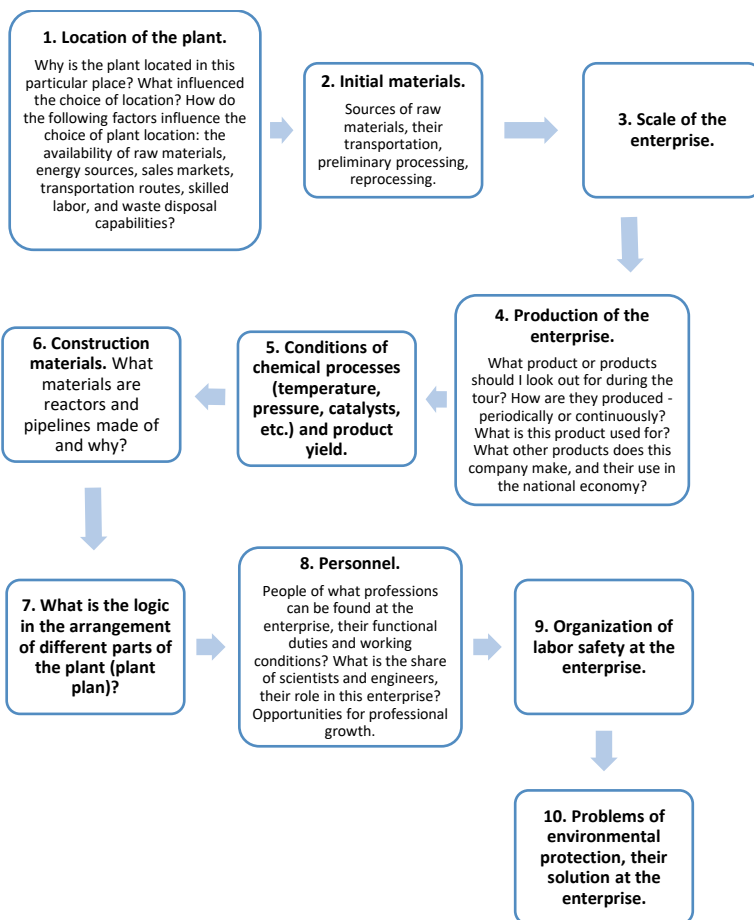 1. Location of the plant.
Why is the plant located in this
particular place? What influenced
the choice of location? How do
the following factors influence the
choice of plant location: the
availability of raw materials,
energy sources, sales markets,
transportation routes, skilled
labor, and waste disposal
capabilities?
2. Initial materials.
Sources of raw
materials, their
transportation,
preliminary processing,
reprocessing.
3. Scale of the
enterprise.
4. Production of the
enterprise.
What product or products
should I look out for during the
tour? How are they produced -
periodically or continuously?
What is this product used for?
What other products does this
company make, and their use in
the national economy?
5. Conditions of
chemical processes
(temperature,
pressure, catalysts,
etc.) and product
yield.
6. Construction
materials. What
materials are
reactors and
pipelines made of
and why?
7. What is the logic
in the arrangement
of different parts of
the plant (plant
plan)?
8. Personnel.
People of what professions
can be found at the
enterprise, their functional
duties and working
conditions? What is the share
of scientists and engineers,
their role in this enterprise?
Opportunities for professional
growth.
9. Organization of
labor safety at the
enterprise.
10. Problems of
environmental
protection, their
solution at the
enterprise.